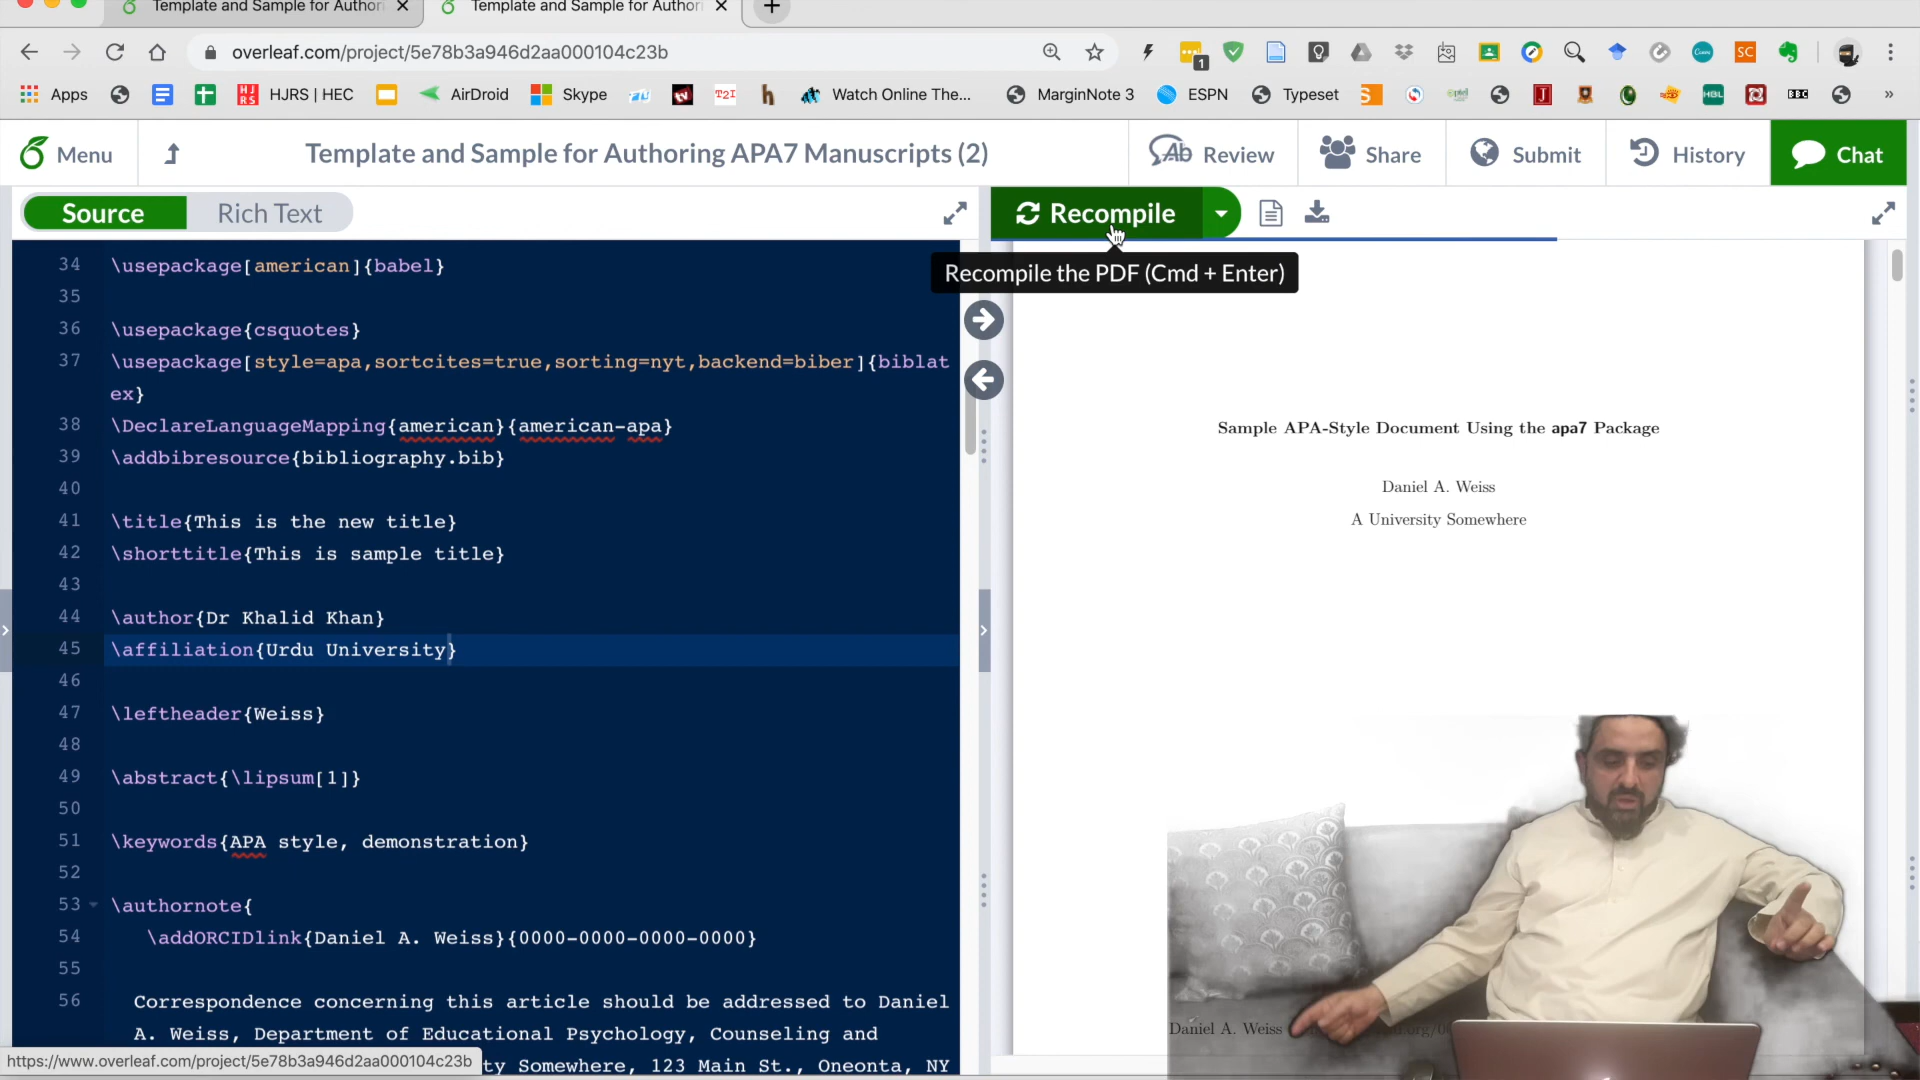 Template and Sample for Authori
Template and Sample for Authori
overleaf.com/project/5e78b3a946d2aa000104c23b
1
SC
Apps
HJRS | HEC
AirDroid
Skype
T2I
h
Watch Online The...
MarginNote 3
ESPN
Typeset
HBL
BBC
»
Menu
Template and Sample for Authoring APA7 Manuscripts (2)
Review
Share
Submit
History
Chat
Source
Rich Text
Recompile
Recompile the PDF (Cmd + Enter)
34 \usepackage[american]{babel}
35
36 \usepackage{csquotes}
37 \usepackage[style=apa,sortcites=true,sorting=nyt,backend=biber]{biblat
ex}
38 \DeclareLanguageMapping{american}{american-apa}
39 \addbibresource{bibliography.bib}
40
41 \title{This is the new title}
42 \shorttitle{This is sample title}
43
44 \author{Dr Khalid Khan}
45 \affiliation{Urdu University}
46
47 \leftheader{Weiss}
48
49 \abstract{\lipsum[1]}
50
51 \keywords{APA style, demonstration}
52
53 \authornote{
54 \addORCIDlink{Daniel A. Weiss}{0000-0000-0000-0000}
55
56 Correspondence concerning this article should be addressed to Daniel
A. Weiss, Department of Educational Psychology, Counseling and
ty Somewhere, 123 Main St., Oneonta, NY
https://www.overleaf.com/project/5e78b3a946d2aa000104c23b
Sample APA-Style Document Using the apa7 Package
Daniel A. Weiss
A University Somewhere
Daniel A. Weiss